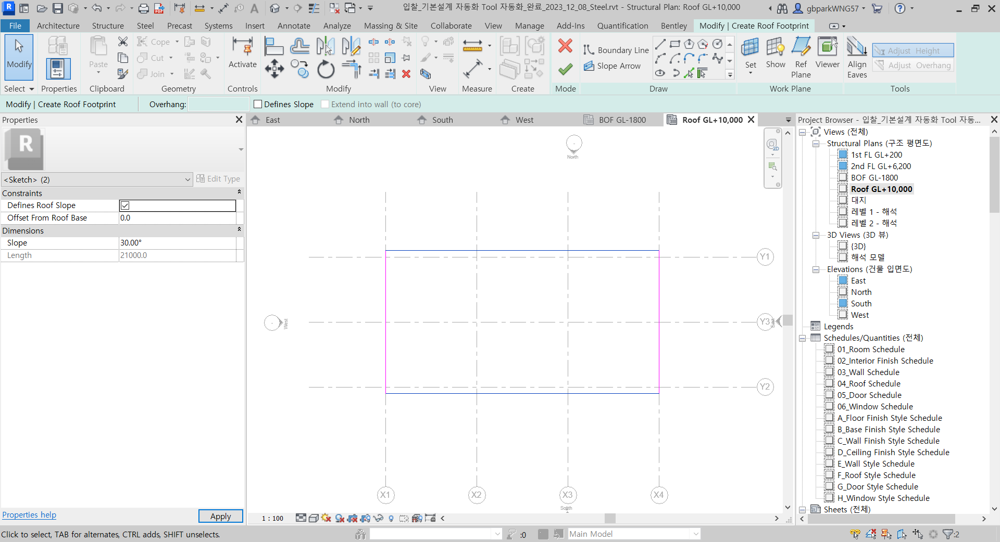 입찰_기본설계 자동화 Tool 자동화_완료_2023_12_08_Steel.rvt - Structural Plan: Roof GL+10,000
gbparkWNG57
File
Architecture
Structure
Steel
Precast
Systems
Insert
Annotate
Analyze
Massing & Site
Collaborate
View
Manage
Add-Ins
Quantification
Bentley
Modify | Create Roof Footprint
Modify
Paste
Cope
Cut
Join
Activate
Boundary Line
Slope Arrow
Set
Show
Ref
Plane
Viewer
Align
Eaves
Adjust Height
Adjust Overhang
Select
Properties
Clipboard
Geometry
Controls
Modify
View
Measure
Create
Mode
Draw
Work Plane
Tools
Modify | Create Roof Footprint
Overhang:
Defines Slope
Extend into wall (to core)
Properties
R
<Sketch> (2)
Edit Type
Constraints
Defines Roof Slope
Offset From Roof Base 0.0
Dimensions
Slope 30.00°
Length 21000.0
Properties help
Apply
East
North
South
West
BOF GL-1800
Roof GL+10,000
2D
North
West
East
South
Y1
Y3
Y2
X1
X2
X3
X4
1 : 100
Project Browser - 입찰_기본설계 자동화 Tool 자동...
Views (전체)
Structural Plans (구조 평면도)
1st FL GL+200
2nd FL GL+6,200
BOF GL-1800
Roof GL+10,000
대지
레벨 1 - 해석
레벨 2 - 해석
3D Views (3D 뷰)
{3D}
해석 모델
Elevations (건물 입면도)
East
North
South
West
Legends
Schedules/Quantities (전체)
01_Room Schedule
02_Interior Finish Schedule
03_Wall Schedule
04_Roof Schedule
05_Door Schedule
06_Window Schedule
A_Floor Finish Style Schedule
B_Base Finish Style Schedule
C_Wall Finish Style Schedule
D_Ceiling Finish Style Schedule
E_Wall Style Schedule
F_Roof Style Schedule
G_Door Style Schedule
H_Window Style Schedule
Sheets (전체)
Click to select, TAB for alternates, CTRL adds, SHIFT unselects.
:0
Main Model
:2